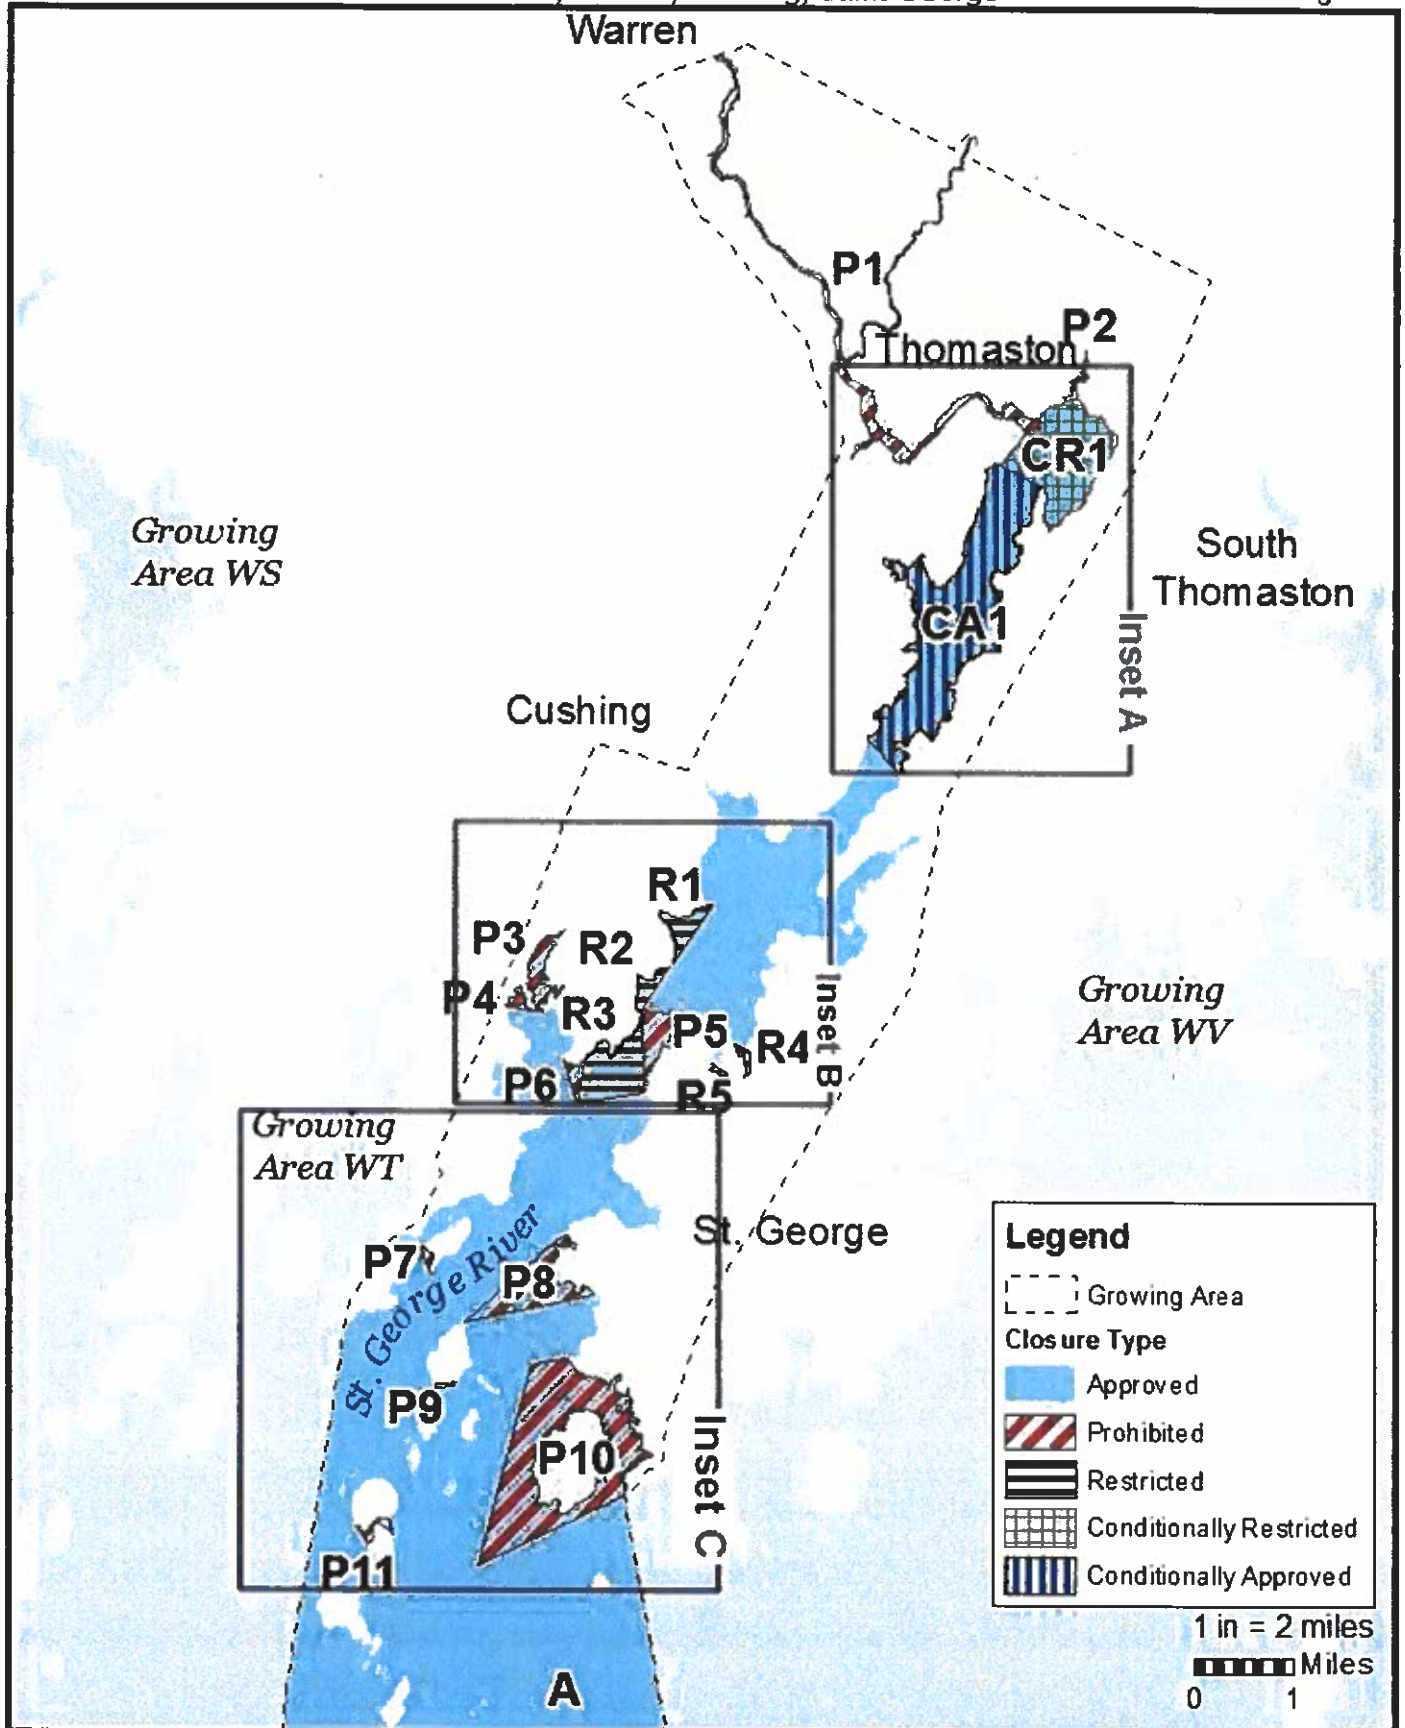 Warren
P1
P2
Thomaston
CR1
Growing
Area WS
South
Thomaston
CA1
Inset A
Cushing
R1
P3
R2
P4
R3
Inset B
Growing
Area WV
P5
R4
P6
R5
Growing
Area WT
St. George
P7
St. George River
P8
P9
P10
Inset C
P11
A
Legend
Growing Area
Closure Type
Approved
Prohibited
Restricted
Conditionally Restricted
Conditionally Approved
1 in = 2 miles
Miles
0 1